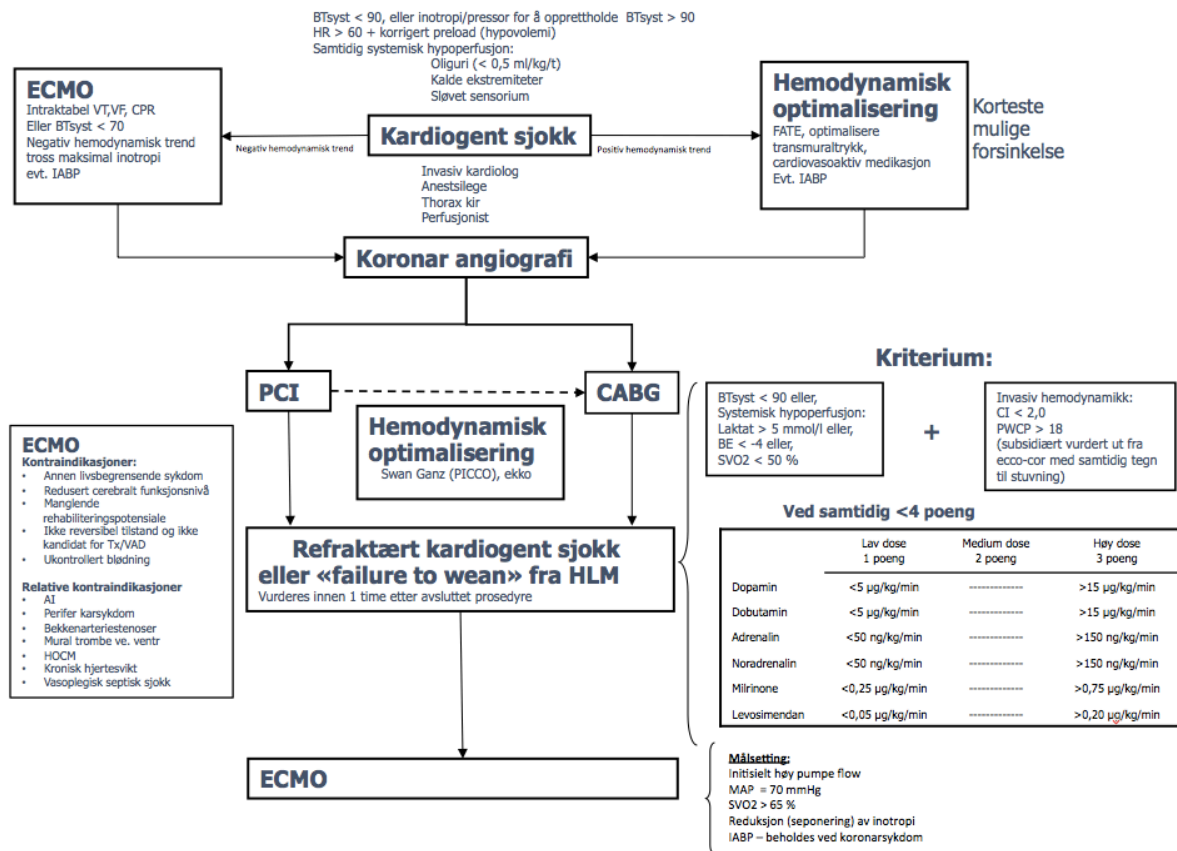 BTsyst < 90, eller inotropi/pressor for å opprettholde BTsyst > 90
HR > 60 + korrigert preload (hypovolemi)
Samtidig systemisk hypoperfusjon:
Oliguri (< 0,5 ml/kg/t)
Kalde ekstremiteter
Sløvet sensorium
ECMO
Intraktabel VT,VF, CPR
Eller BTsyst < 70
Negativ hemodynamisk trend
tross maksimal inotropi
evt. IABP
Negativ hemodynamisk trend
Kardiogent sjokk
Positiv hemodynamisk trend
Hemodynamisk
optimalisering
FATE, optimalisere
transmuraltrykk,
cardiovasoaktiv medikasjon
Evt. IABP
Korteste
mulige
forsinkelse
Invasiv kardiolog
Anestsilege
Thorax kir
Perfusjonist
Koronar angiografi
PCI
CABG
Hemodynamisk
optimalisering
Swan Ganz (PICCO), ekko
Kriterium:
BTsyst < 90 eller,
Systemisk hypoperfusjon:
Laktat > 5 mmol/l eller,
BE < -4 eller,
SVO2 < 50 %
+
Invasiv hemodynamikk:
CI < 2,0
PWCP > 18
(subsidiært vurdert ut fra
ecco-cor med samtidig tegn
til stuvning)
ECMO
Kontraindikasjoner:
• Annen livsbegrensende sykdom
• Redusert cerebralt funksjonsnivå
• Manglende
rehabiliteringspotensiale
• Ikke reversibel tilstand og ikke
kandidat for Tx/VAD
• Ukontrollert blødning
Relative kontraindikasjoner
• AI
• Perifer karsykdom
• Bekkenarteriestenoser
• Mural trombe ve. ventr
• HOCM
• Kronisk hjertesvikt
• Vasoplegisk septisk sjokk
Refraktært kardiogent sjokk
eller «failure to wean» fra HLM
Vurderes innen 1 time etter avsluttet prosedyre
Ved samtidig <4 poeng
Lav dose Medium dose Høy dose
1 poeng 2 poeng 3 poeng
Dopamin <5 µg/kg/min ------------- >15 µg/kg/min
Dobutamin <5 µg/kg/min ------------- >15 µg/kg/min
Adrenalin <50 ng/kg/min ------------- >150 ng/kg/min
Noradrenalin <50 ng/kg/min ------------- >150 ng/kg/min
Milrinone <0,25 µg/kg/min ------------- >0,75 µg/kg/min
Levosimendan <0,05 µg/kg/min ------------- >0,20 µg/kg/min
ECMO
Målsetting:
Initisielt høy pumpe flow
MAP = 70 mmHg
SVO2 > 65 %
Reduksjon (seponering) av inotropi
IABP – beholdes ved koronarsykdom